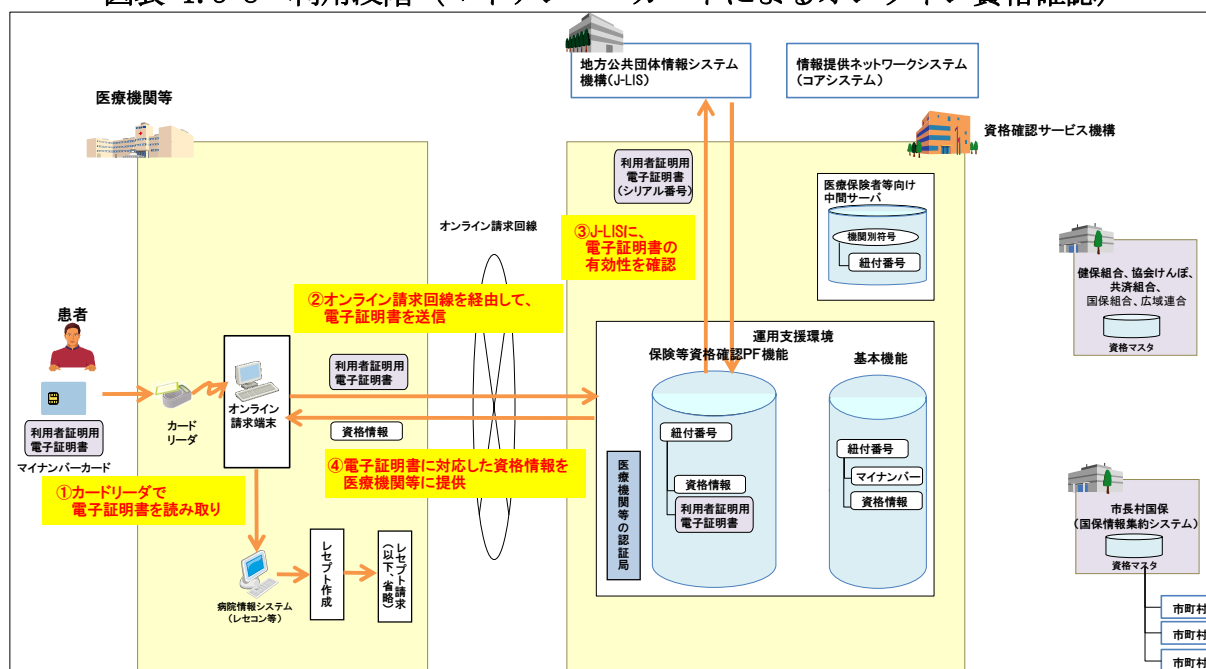 地方公共団体情報システム
機構(J-LIS)
情報提供ネットワークシステム
(コアシステム)
医療機関等
資格確認サービス機構
利用者証明用
電子証明書
(シリアル番号)
医療保険者等向け
中間サーバ
機関別符号
紐付番号
オンライン請求回線
③J-LISに、
電子証明書の
有効性を確認
健保組合、協会けんぽ、
共済組合、
国保組合、広域連合
資格マスタ
②オンライン請求回線を経由して、
電子証明書を送信
患者
運用支援環境
保険等資格確認PF機能
基本機能
利用者証明用
電子証明書
オンライン
請求端末
カード
リーダ
利用者証明用
電子証明書
マイナンバーカード
資格情報
紐付番号
資格情報
利用者証明用
電子証明書
紐付番号
マイナンバー
資格情報
④電子証明書に対応した資格情報を
医療機関等に提供
①カードリーダで
電子証明書を読み取り
医療機関等の認証局
市長村国保
(国保情報集約システム)
資格マスタ
レセプト作成
レセプト請求
(以下、省略)
病院情報システム
(レセコン等)
市町村
市町村
市町村